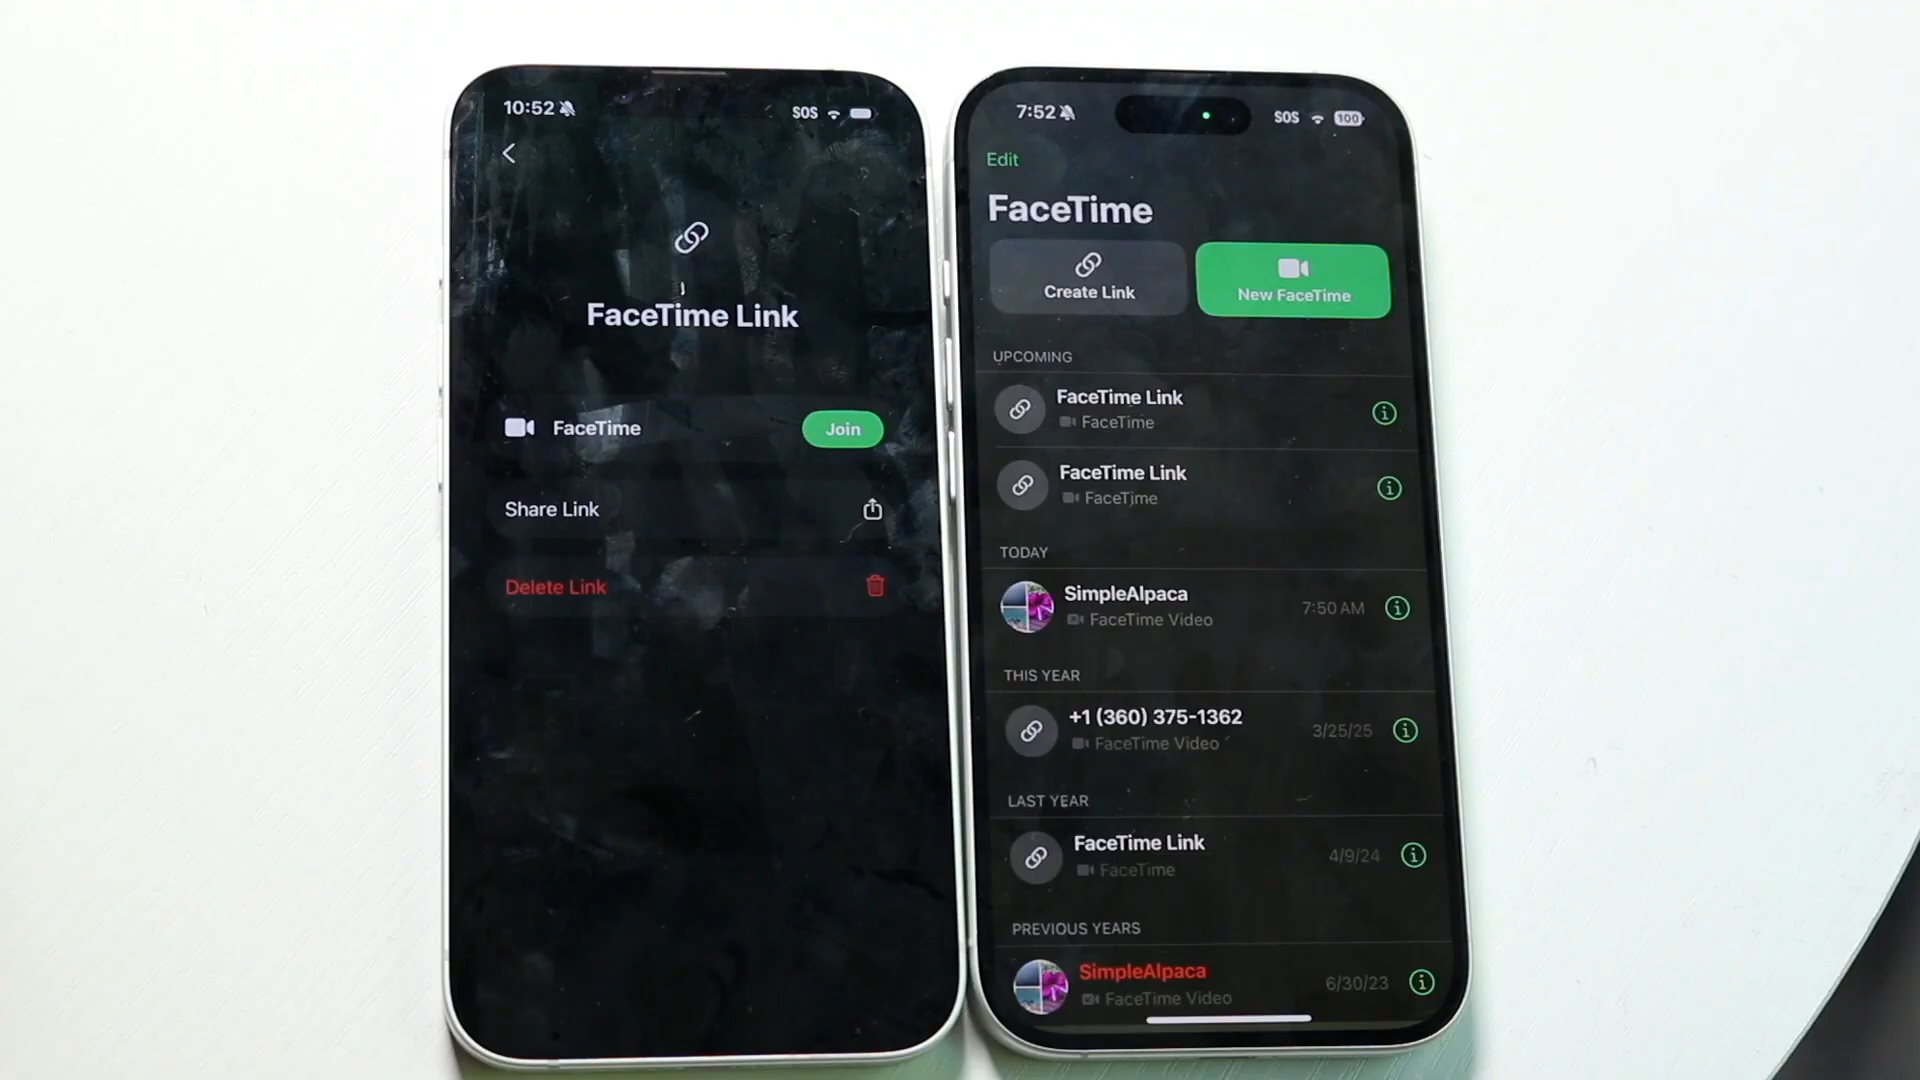 10:52
SOS
FaceTime Link
FaceTime
Join
Share Link
Delete Link
7:52
SOS
100
Edit
FaceTime
Create Link
New FaceTime
UPCOMING
FaceTime Link
FaceTime
FaceTime Link
FaceTime
TODAY
SimpleAlpaca
FaceTime Video
7:50 AM
THIS YEAR
+1 (360) 375-1362
FaceTime Video
3/25/25
LAST YEAR
FaceTime Link
FaceTime
4/9/24
PREVIOUS YEARS
SimpleAlpaca
FaceTime Video
6/30/23